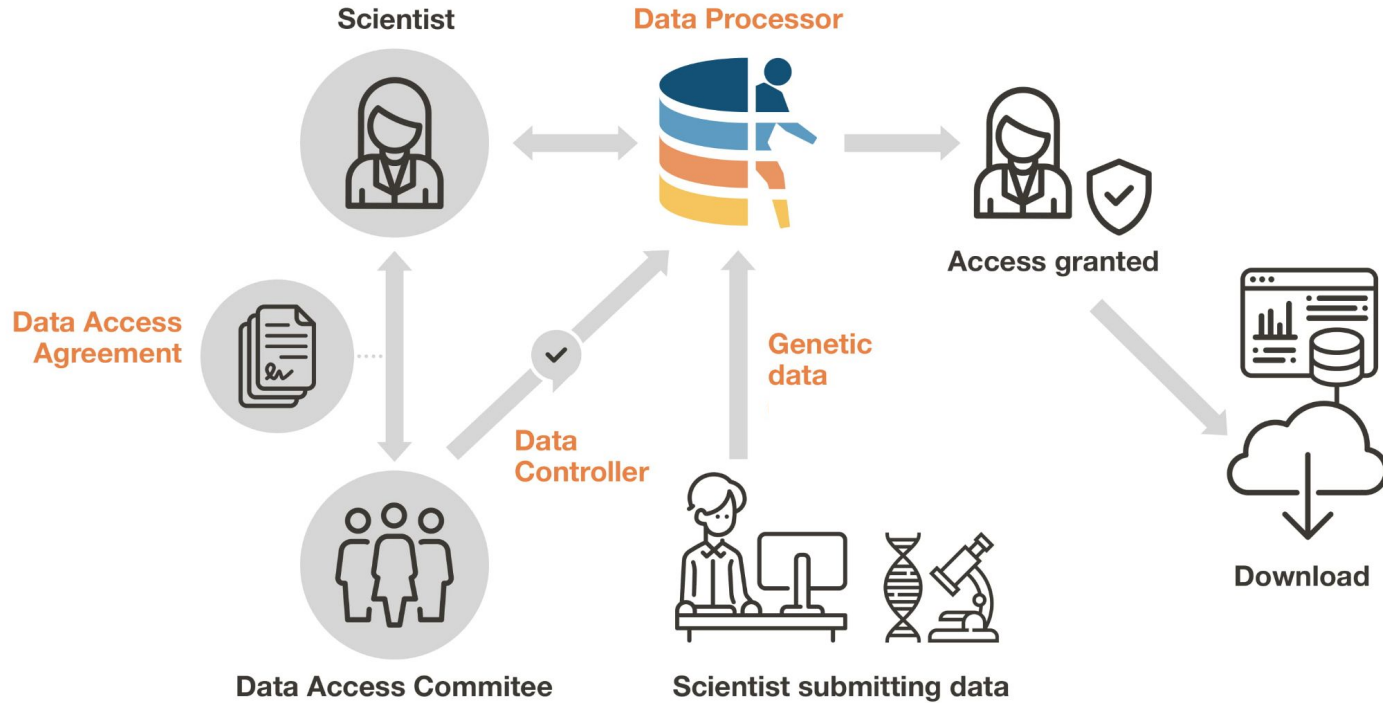 Scientist
Data Processor
Access granted
Data Access
Agreement
Genetic
data
Data
Controller
Download
Data Access Commitee
Scientist submitting data